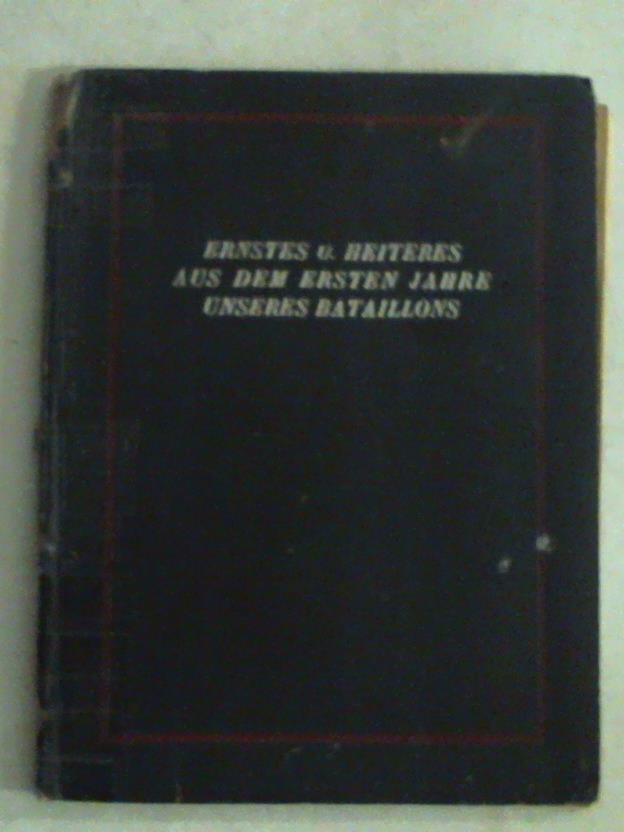 ERNSTES U. HEITERES
AUS DEM ERSTEN JAHRE
UNSERES BATAILLONS